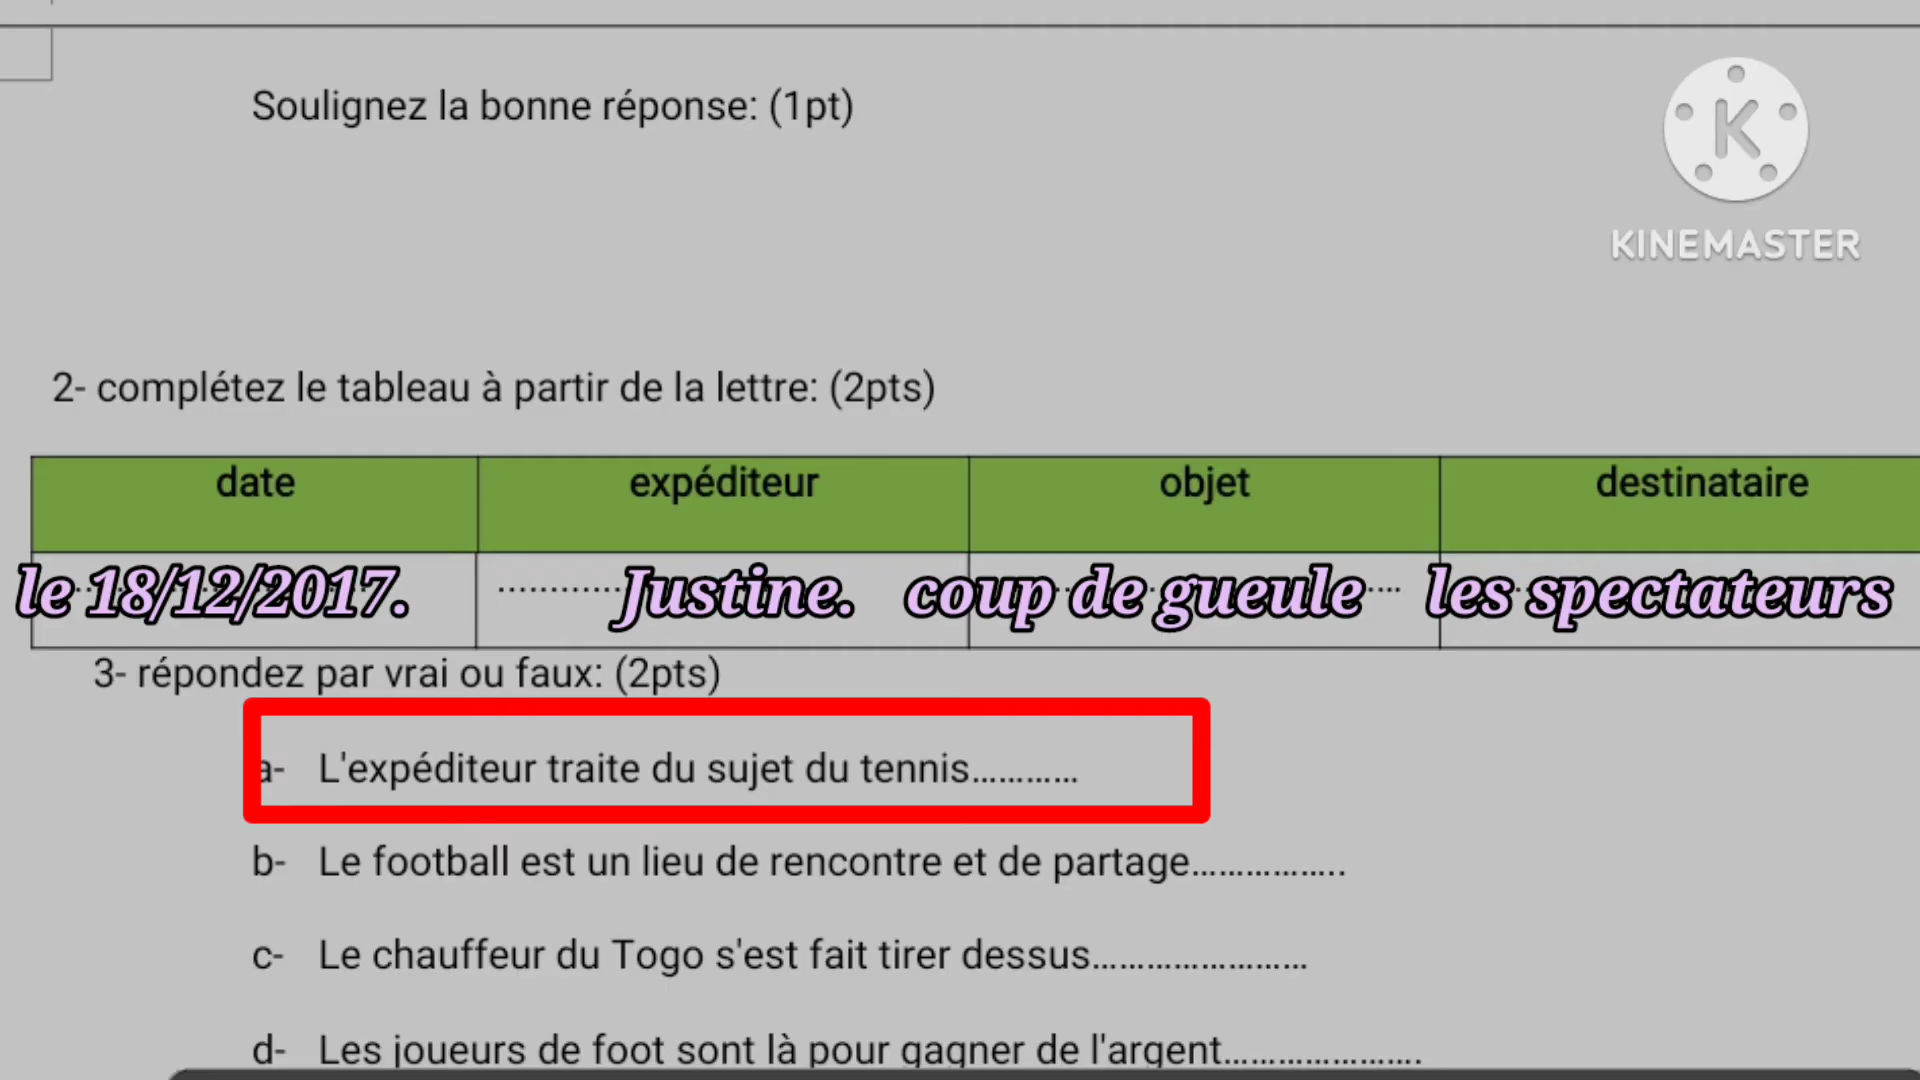 Soulignez la bonne réponse: (1pt)
K
KINEMASTER
2- complétez le tableau à partir de la lettre: (2pts)
date expéditeur objet destinataire
le 18/12/2017. ............Justine. coup de gueule ... les spectateurs
3- répondez par vrai ou faux: (2pts)
a- L'expéditeur traite du sujet du tennis............
b- Le football est un lieu de rencontre et de partage.................
c- Le chauffeur du Togo s'est fait tirer dessus........................
d- Les joueurs de foot sont là pour gagner de l'argent......................